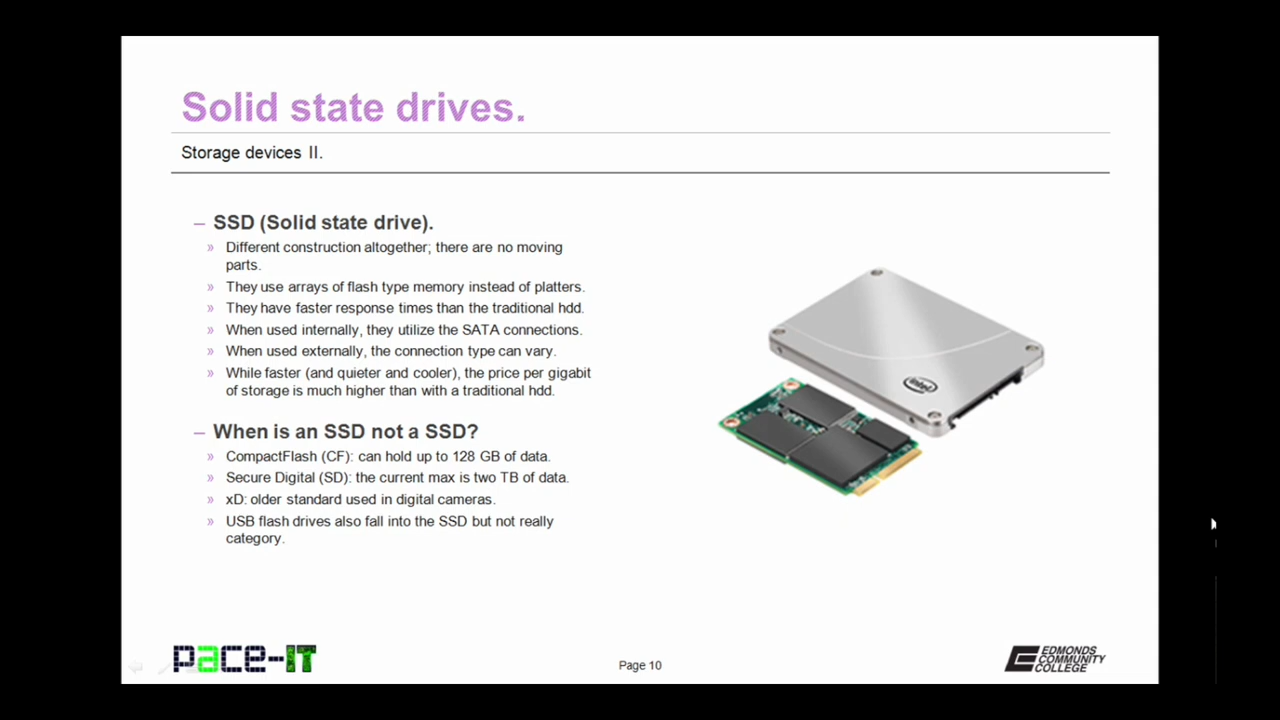 Solid state drives.
Storage devices II.
– SSD (Solid state drive).
» Different construction altogether; there are no moving
parts.
» They use arrays of flash type memory instead of platters.
» They have faster response times than the traditional hdd.
» When used internally, they utilize the SATA connections.
» When used externally, the connection type can vary.
» While faster (and quieter and cooler), the price per gigabit
of storage is much higher than with a traditional hdd.
– When is an SSD not a SSD?
» CompactFlash (CF): can hold up to 128 GB of data.
» Secure Digital (SD): the current max is two TB of data.
» xD: older standard used in digital cameras.
» USB flash drives also fall into the SSD but not really
category.
intel
pace-IT
Page 10
EDMONDS
COMMUNITY
COLLEGE